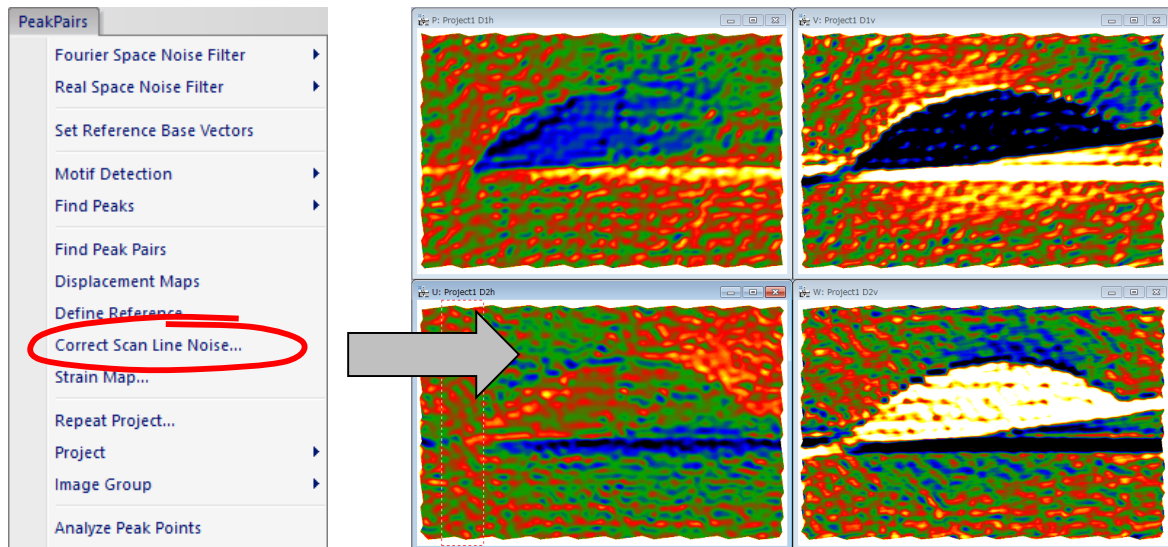 PeakPairs
Fourier Space Noise Filter
Real Space Noise Filter
Set Reference Base Vectors
Motif Detection
Find Peaks
Find Peak Pairs
Displacement Maps
Define Reference
Correct Scan Line Noise...
Strain Map...
Repeat Project...
Project
Image Group
Analyze Peak Points
P: Project1 D1h
V: Project1 D1v
U: Project1 D2h
W: Project1 D2v